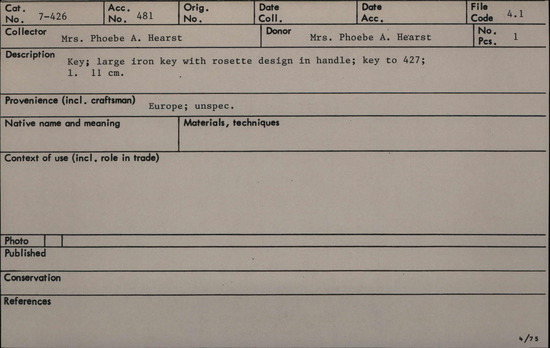 Cat. No. 7-426 Acc. No. 481 Orig. No. Date Coll. Date Acc. File Code 4.1
Collector Mrs. Phoebe A. Hearst Donor Mrs. Phoebe A. Hearst No. Pcs. 1
Description Key; large iron key with rosette design in handle; key to 427;
l. 11 cm.
Provenience (incl. craftsman) Europe; unspec.
Native name and meaning Materials, techniques
Context of use (incl. role in trade)
Photo
Published
Conservation
References
4/75